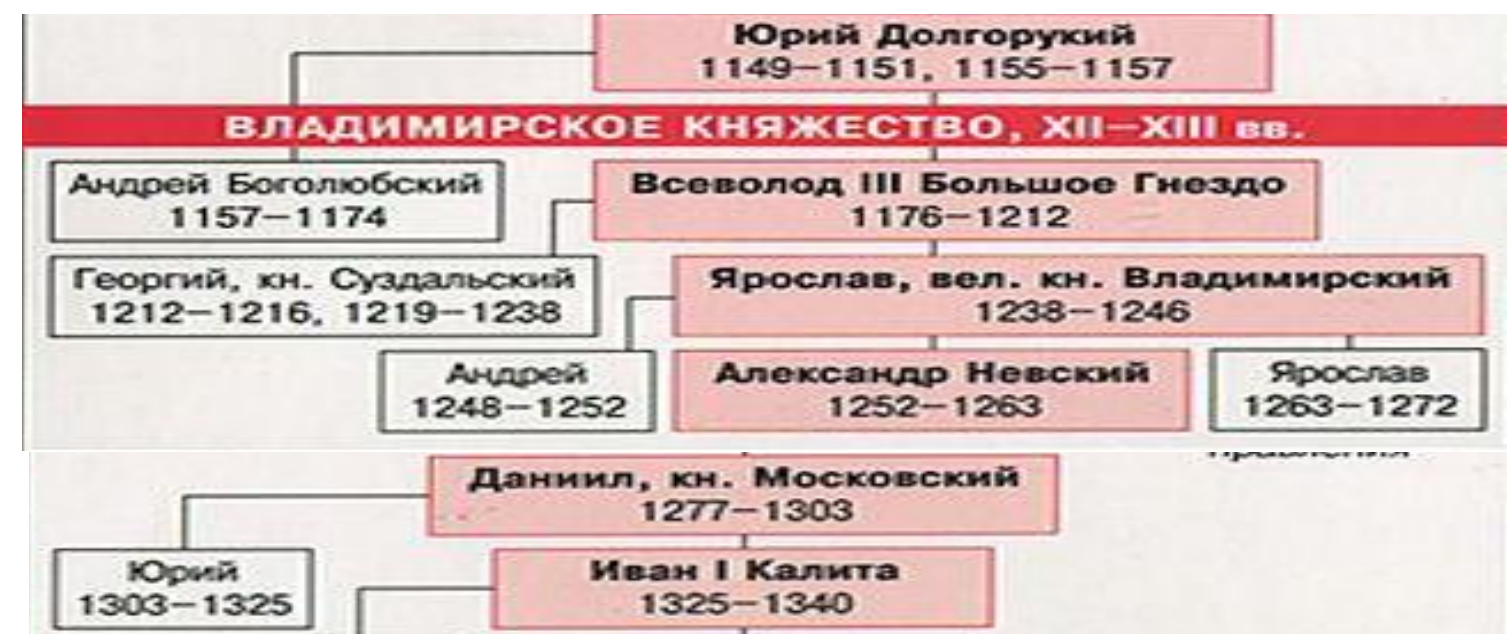 Юрий Долгорукий
1149–1151, 1155–1157
ВЛАДИМИРСКОЕ КНЯЖЕСТВО, XII–XIII вв.
Андрей Боголюбский
1157–1174
Всеволод III Большое Гнездо
1176–1212
Георгий, кн. Суздальский
1212–1216, 1219–1238
Ярослав, вел. кн. Владимирский
1238–1246
Андрей
1248–1252
Александр Невский
1252–1263
Ярослав
1263–1272
Даниил, кн. Московский
1277–1303
Юрий
1303–1325
Иван I Калита
1325–1340